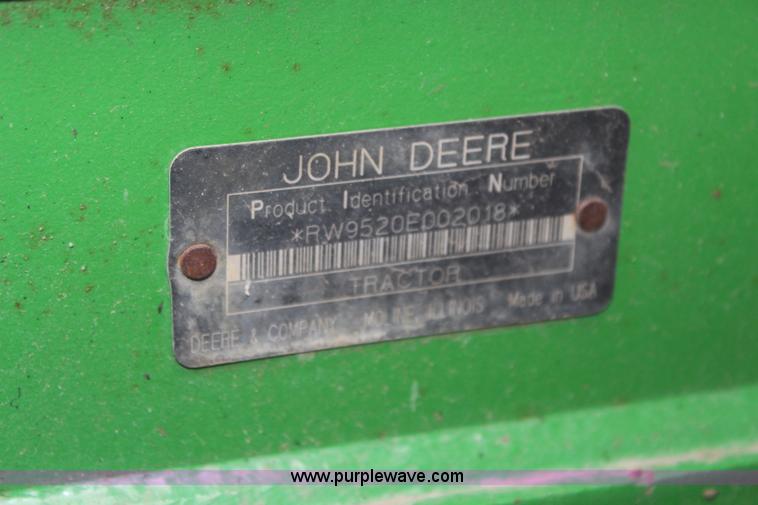 JOHN DEERE
Product Identification Number
*RW9520E002018*
TRACTOR
DEERE & COMPANY MOLINE, ILLINOIS Made in USA
www.purplewave.com